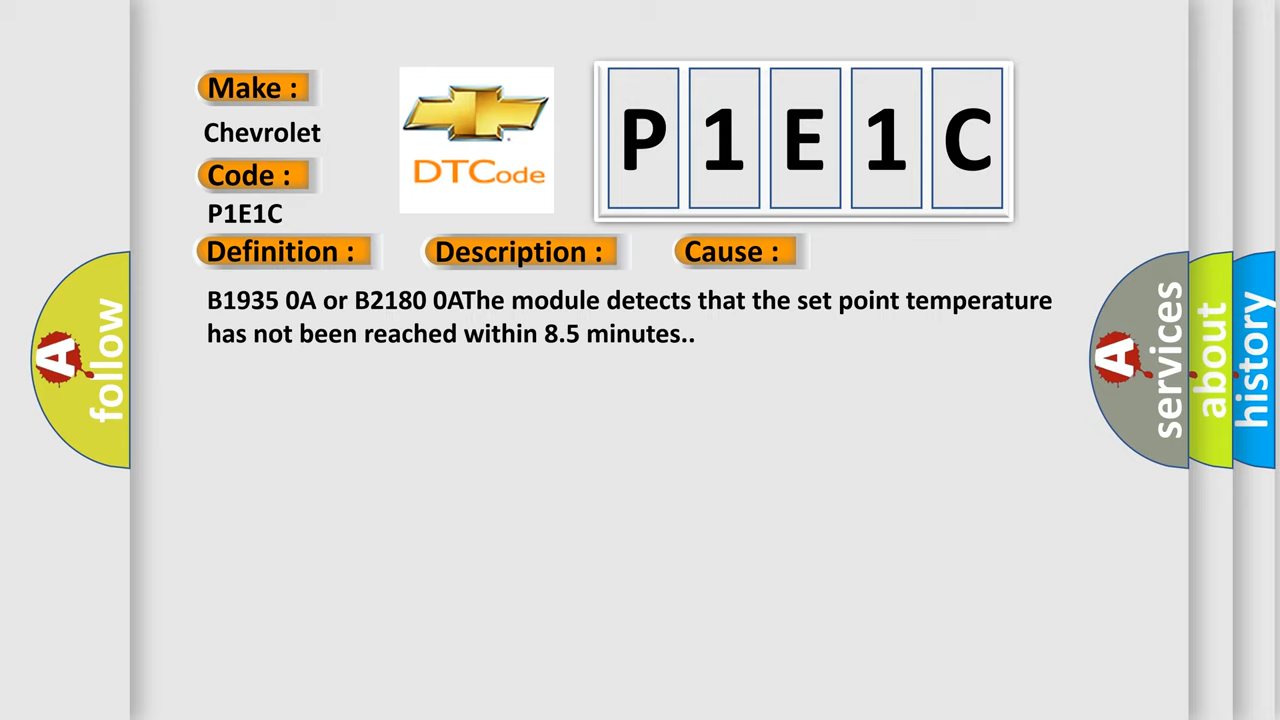 Make :
Chevrolet
Code :
P1E1C
DTCode
P 1 E 1 C
Definition :
Description :
Cause :
B1935 0A or B2180 0AThe module detects that the set point temperature
has not been reached within 8.5 minutes..
A follow
A services
about
history